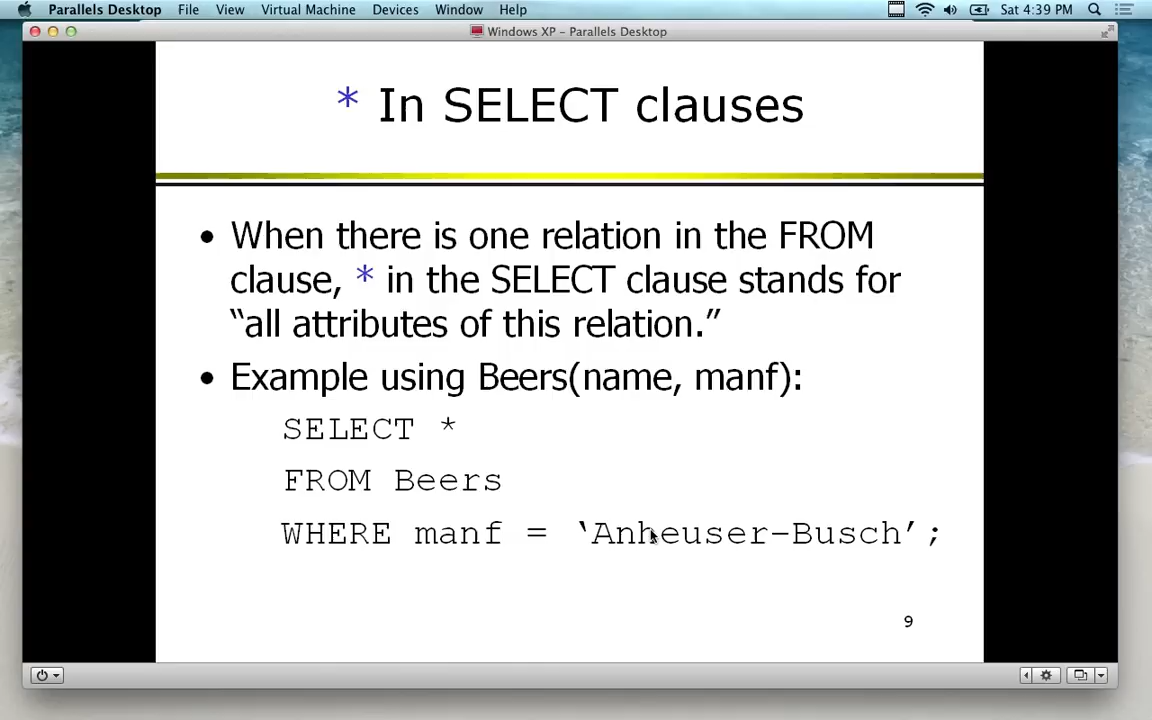 Parallels Desktop File View Virtual Machine Devices Window Help Sat 4:39 PM
Windows XP - Parallels Desktop
* In SELECT clauses
• When there is one relation in the FROM
clause, * in the SELECT clause stands for
“all attributes of this relation.”
• Example using Beers(name, manf):
SELECT *
FROM Beers
WHERE manf = ‘Anheuser-Busch’;
9